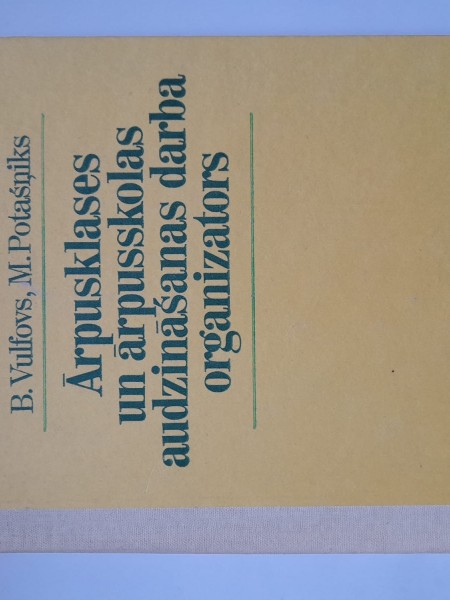 B. Vulfovs, M. Potašņiks
Ārpusklases
un ārpusskolas
audzināšanas darba
organizators